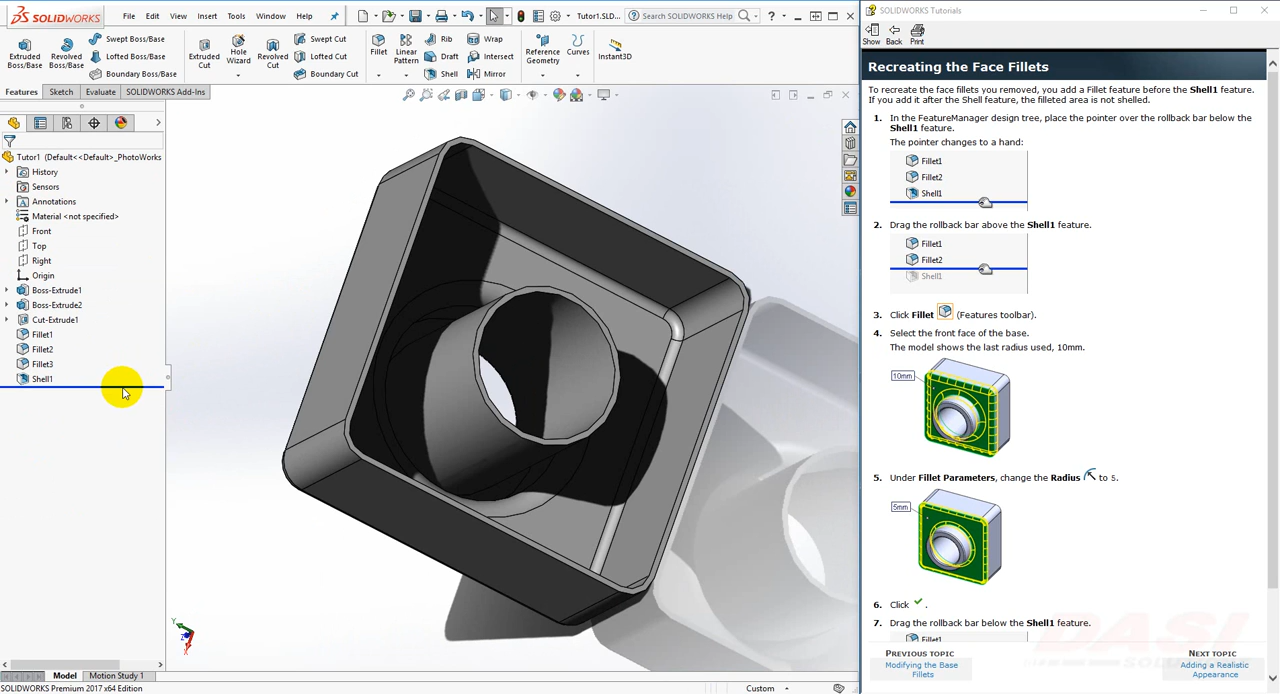 SOLIDWORKS
File Edit View Insert Tools Window Help
Tutor1.SLD...
Search SOLIDWORKS Help
SOLIDWORKS Tutorials
Extruded
Boss/Base
Revolved
Boss/Base
Swept Boss/Base
Lofted Boss/Base
Boundary Boss/Base
Extruded
Cut
Hole
Wizard
Revolved
Cut
Swept Cut
Lofted Cut
Boundary Cut
Fillet
Linear
Pattern
Rib
Draft
Shell
Wrap
Intersect
Mirror
Reference
Geometry
Curves
Instant3D
Features Sketch Evaluate SOLIDWORKS Add-Ins
Tutor1 (Default<<Default>_PhotoWorks
History
Sensors
Annotations
Material <not specified>
Front
Top
Right
Origin
Boss-Extrude1
Boss-Extrude2
Cut-Extrude1
Fillet1
Fillet2
Fillet3
Shell1
Y
Z
X
Model Motion Study 1
SOLIDWORKS Premium 2017 x64 Edition
Custom
Show Back Print
Recreating the Face Fillets
To recreate the face fillets you removed, you add a Fillet feature before the Shell1 feature.
If you add it after the Shell feature, the filleted area is not shelled.
1. In the FeatureManager design tree, place the pointer over the rollback bar below the
Shell1 feature.
The pointer changes to a hand:
Fillet1
Fillet2
Shell1
2. Drag the rollback bar above the Shell1 feature.
Fillet1
Fillet2
Shell1
3. Click Fillet (Features toolbar).
4. Select the front face of the base.
The model shows the last radius used, 10mm.
10mm
5. Under Fillet Parameters, change the Radius to 5.
5mm
6. Click .
7. Drag the rollback bar below the Shell1 feature.
Fillet1
PREVIOUS TOPIC
Modifying the Base
Fillets
NEXT TOPIC
Adding a Realistic
Appearance
DASI